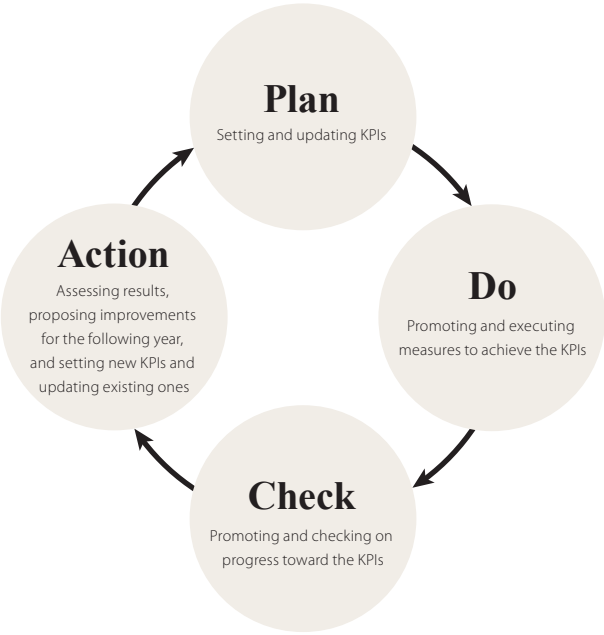 Plan
Setting and updating KPIs
Do
Promoting and executing
measures to achieve the KPIs
Check
Promoting and checking on
progress toward the KPIs
Action
Assessing results,
proposing improvements
for the following year,
and setting new KPIs and
updating existing ones